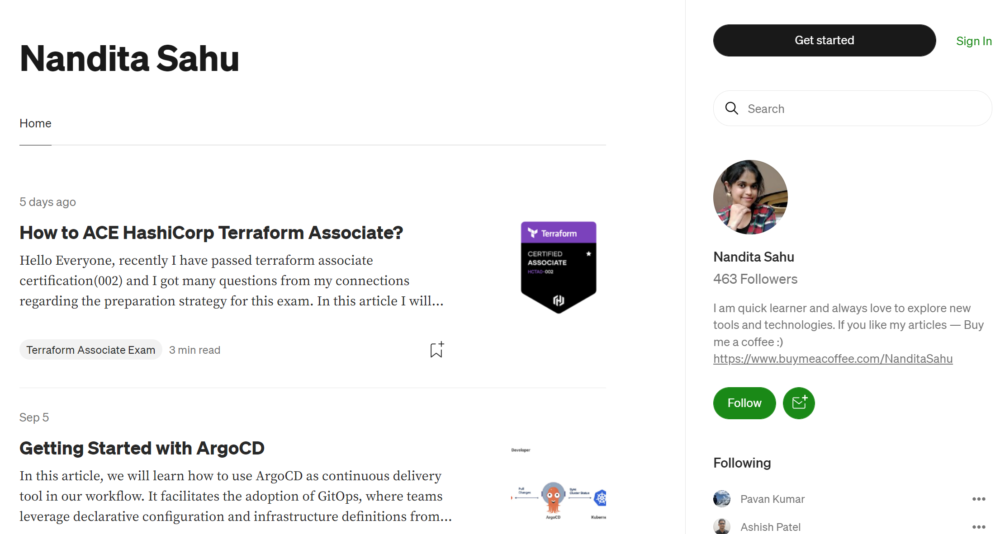 Nandita Sahu
Home
5 days ago
How to ACE HashiCorp Terraform Associate?
Hello Everyone, recently I have passed terraform associate
certification(002) and I got many questions from my connections
regarding the preparation strategy for this exam. In this article I will...
Terraform
CERTIFIED
ASSOCIATE
HCTA0-002
Terraform Associate Exam
3 min read
Sep 5
Getting Started with ArgoCD
In this article, we will learn how to use ArgoCD as continuous delivery
tool in our workflow. It facilitates the adoption of GitOps, where teams
leverage declarative configuration and infrastructure definitions from...
Developer
Pull
Changes
Sync
Cluster Status
ArgoCD
Kuberne
Get started
Sign In
Search
Nandita Sahu
463 Followers
I am quick learner and always love to explore new
tools and technologies. If you like my articles — Buy
me a coffee :)
https://www.buymeacoffee.com/NanditaSahu
Follow
Following
Pavan Kumar
Ashish Patel